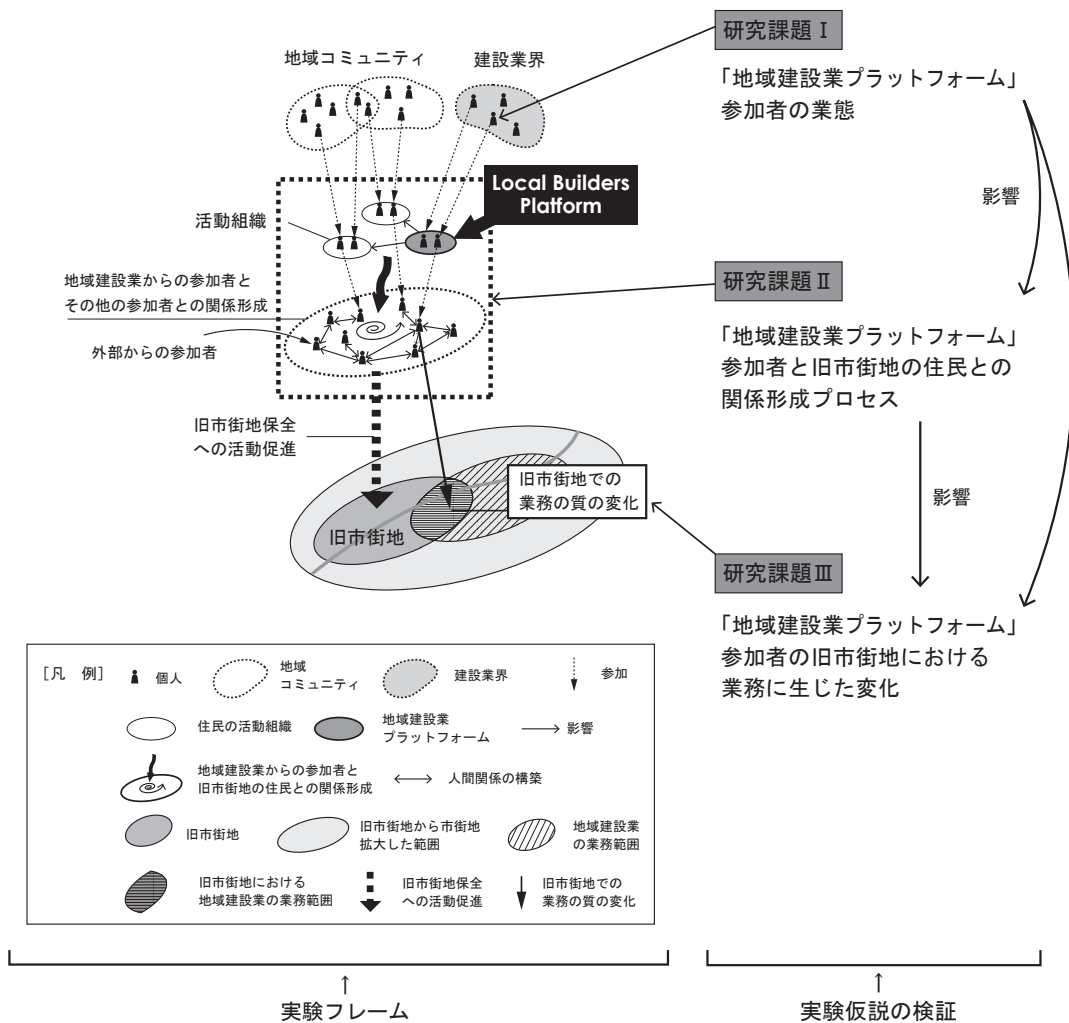 地域コミュニティ
建設業界
Local Builders
Platform
活動組織
地域建設業からの参加者と
その他の参加者との関係形成
外部からの参加者
旧市街地保全
への活動促進
旧市街地での
業務の質の変化
旧市街地
研究課題Ⅰ
「地域建設業プラットフォーム」
参加者の業態
影響
研究課題Ⅱ
「地域建設業プラットフォーム」
参加者と旧市街地の住民との
関係形成プロセス
影響
研究課題Ⅲ
「地域建設業プラットフォーム」
参加者の旧市街地における
業務に生じた変化
[凡 例]
個人
地域
コミュニティ
建設業界
参加
住民の活動組織
地域建設業
プラットフォーム
影響
地域建設業からの参加者と
旧市街地の住民との関係形成
人間関係の構築
旧市街地
旧市街地から市街地
拡大した範囲
地域建設業
の業務範囲
旧市街地における
地域建設業の業務範囲
旧市街地保全
への活動促進
旧市街地での
業務の質の変化
実験フレーム
実験仮説の検証